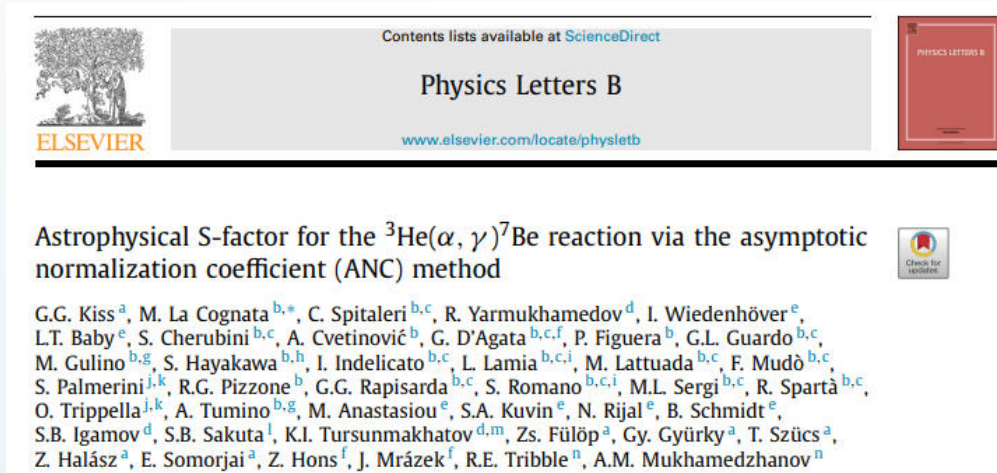 Contents lists available at ScienceDirect
Physics Letters B
www.elsevier.com/locate/physletb
ELSEVIER
PHYSICS LETTERS B
Astrophysical S-factor for the ³He(α, γ)⁷Be reaction via the asymptotic
normalization coefficient (ANC) method
Check for
updates
G.G. Kiss ᵃ, M. La Cognata ᵇ,*, C. Spitaleri ᵇ,ᶜ, R. Yarmukhamedov ᵈ, I. Wiedenhöver ᵉ,
L.T. Baby ᵉ, S. Cherubini ᵇ,ᶜ, A. Cvetinović ᵇ, G. D'Agata ᵇ,ᶜ,ᶠ, P. Figuera ᵇ, G.L. Guardo ᵇ,ᶜ,
M. Gulino ᵇ,ᵍ, S. Hayakawa ᵇ,ʰ, I. Indelicato ᵇ,ᶜ, L. Lamia ᵇ,ᶜ,ⁱ, M. Lattuada ᵇ,ᶜ, F. Mudò ᵇ,ᶜ,
S. Palmerini ʲ,ᵏ, R.G. Pizzone ᵇ, G.G. Rapisarda ᵇ,ᶜ, S. Romano ᵇ,ᶜ,ⁱ, M.L. Sergi ᵇ,ᶜ, R. Spartà ᵇ,ᶜ,
O. Trippella ʲ,ᵏ, A. Tumino ᵇ,ᵍ, M. Anastasiou ᵉ, S.A. Kuvin ᵉ, N. Rijal ᵉ, B. Schmidt ᵉ,
S.B. Igamov ᵈ, S.B. Sakuta ˡ, K.I. Tursunmakhatov ᵈ,ᵐ, Zs. Fülöp ᵃ, Gy. Gyürky ᵃ, T. Szücs ᵃ,
Z. Halász ᵃ, E. Somorjai ᵃ, Z. Hons ᶠ, J. Mrázek ᶠ, R.E. Tribble ⁿ, A.M. Mukhamedzhanov ⁿ